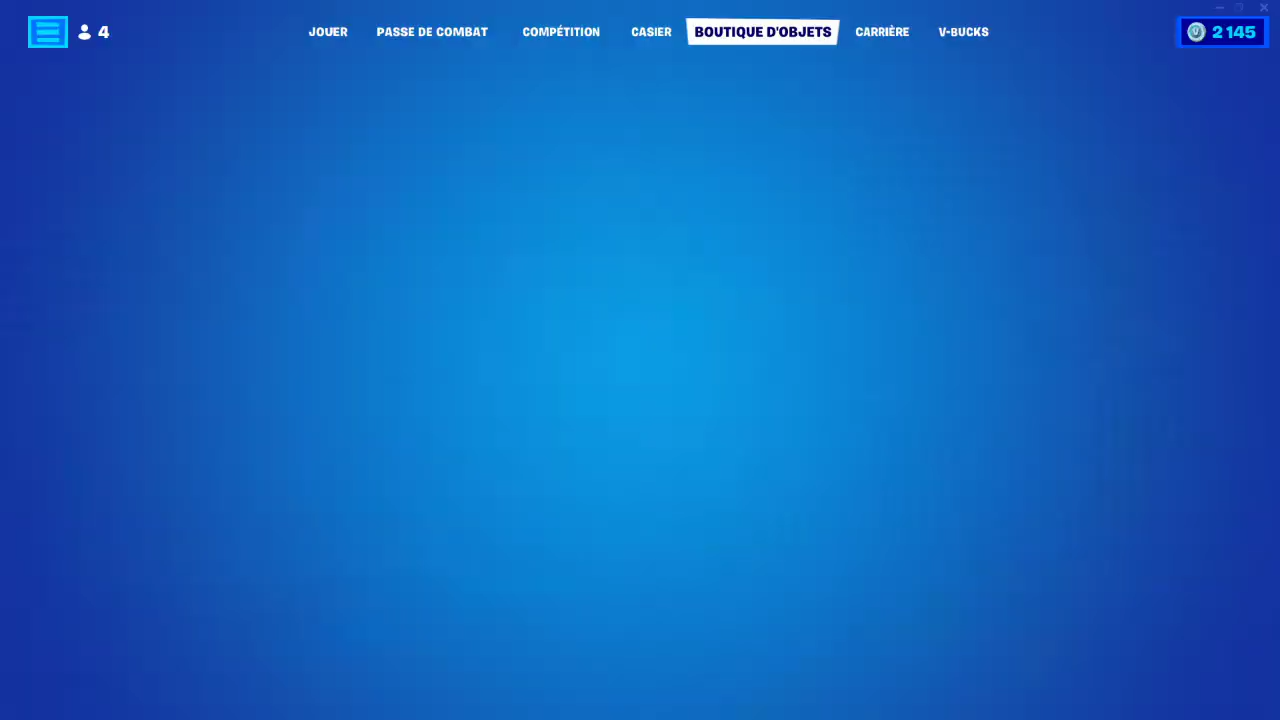 4 JOUER PASSE DE COMBAT COMPÉTITION CASIER BOUTIQUE D'OBJETS CARRIÈRE V-BUCKS 2 145